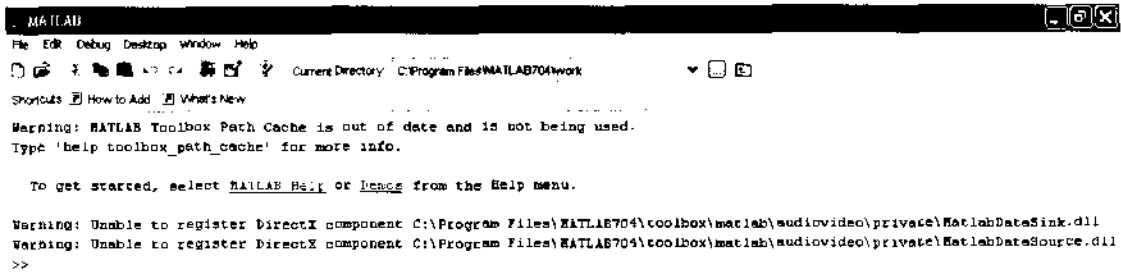 MATLAB
File Edit Debug Desktop Window Help
Current Directory C:\Program Files\MATLAB704\work
Shortcuts How to Add What's New
Warning: MATLAB Toolbox Path Cache is out of date and is not being used.
Type 'help toolbox_path_cache' for more info.
To get started, select MATLAB Help or Demos from the Help menu.
Warning: Unable to register DirectX component C:\Program Files\MATLAB704\toolbox\matlab\audiovideo\private\MatlabDataSink.dll
Warning: Unable to register DirectX component C:\Program Files\MATLAB704\toolbox\matlab\audiovideo\private\MatlabDataSource.dll
>>